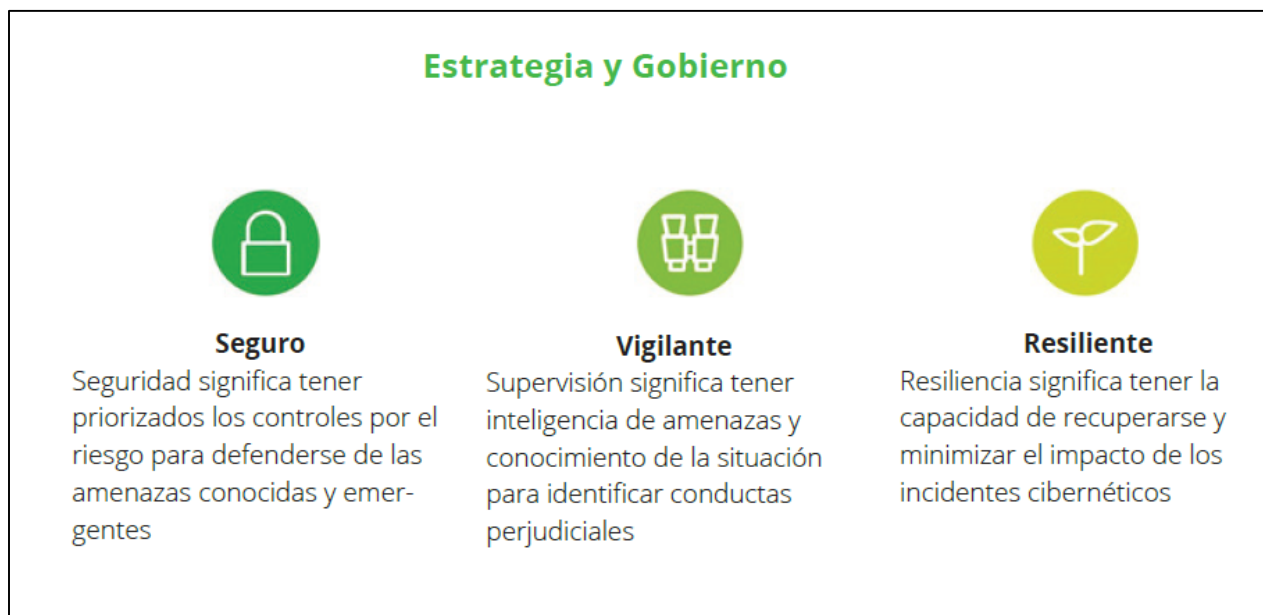 Estrategia y Gobierno
Seguro
Seguridad significa tener
priorizados los controles por el
riesgo para defenderse de las
amenazas conocidas y emer-
gentes
Vigilante
Supervisión significa tener
inteligencia de amenazas y
conocimiento de la situación
para identificar conductas
perjudiciales
Resiliente
Resiliencia significa tener la
capacidad de recuperarse y
minimizar el impacto de los
incidentes cibernéticos